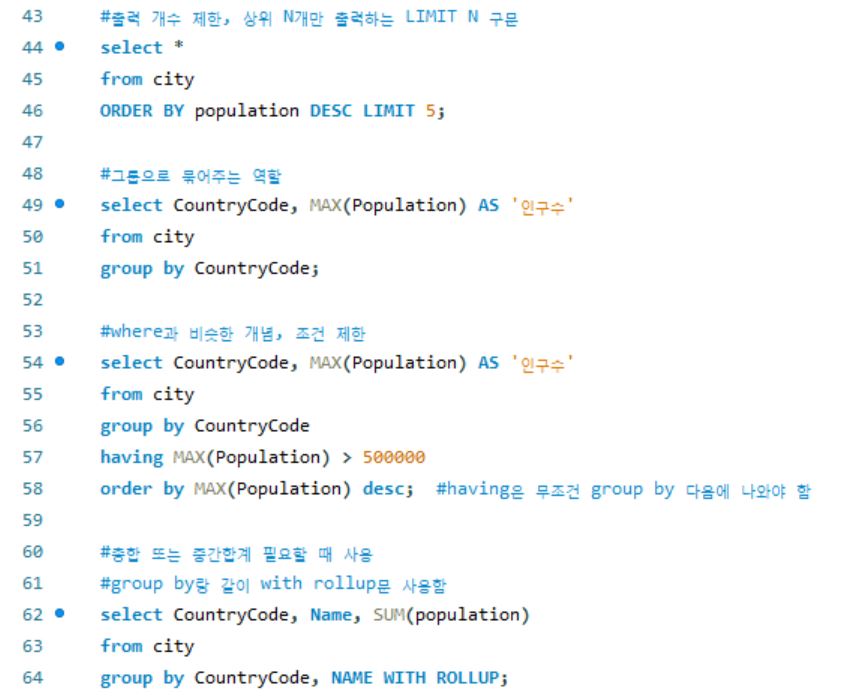 43 #출력 개수 제한, 상위 N개만 출력하는 LIMIT N 구문
44 select *
45 from city
46 ORDER BY population DESC LIMIT 5;
47
48 #그룹으로 묶어주는 역할
49 select CountryCode, MAX(Population) AS '인구수'
50 from city
51 group by CountryCode;
52
53 #where과 비슷한 개념, 조건 제한
54 select CountryCode, MAX(Population) AS '인구수'
55 from city
56 group by CountryCode
57 having MAX(Population) > 500000
58 order by MAX(Population) desc; #having은 무조건 group by 다음에 나와야 함
59
60 #총합 또는 중간합계 필요할 때 사용
61 #group by랑 같이 with rollup문 사용함
62 select CountryCode, Name, SUM(population)
63 from city
64 group by CountryCode, NAME WITH ROLLUP;